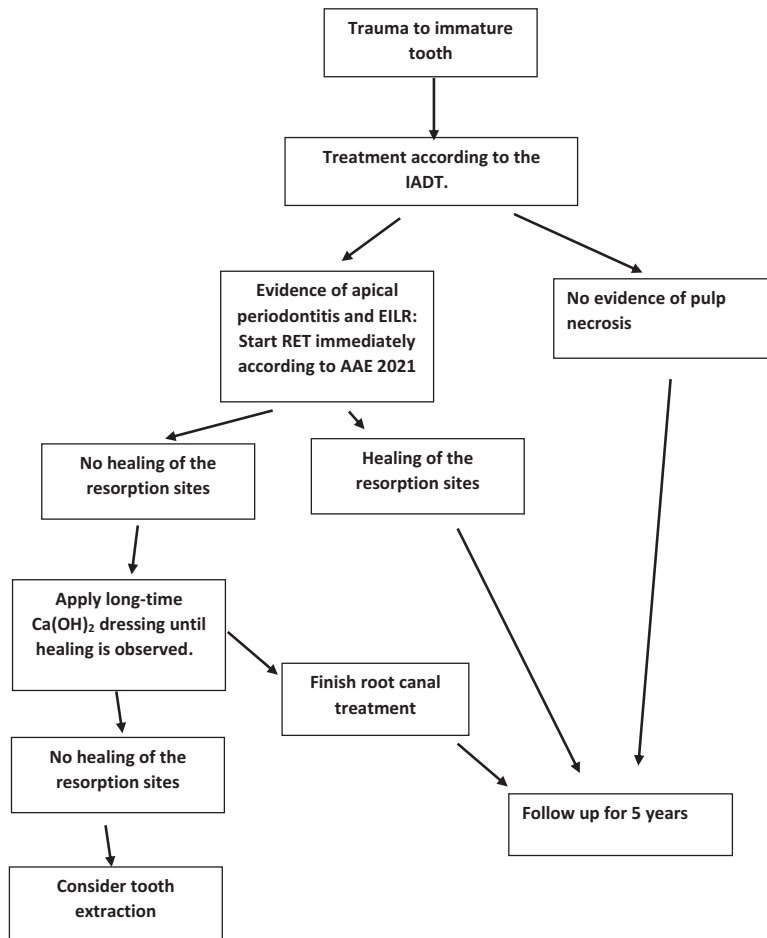 Trauma to immature
tooth
Treatment according to the
IADT.
Evidence of apical
periodontitis and EILR:
Start RET immediately
according to AAE 2021
No evidence of pulp
necrosis
No healing of the
resorption sites
Healing of the
resorption sites
Apply long-time
Ca(OH)₂ dressing until
healing is observed.
Finish root canal
treatment
No healing of the
resorption sites
Follow up for 5 years
Consider tooth
extraction